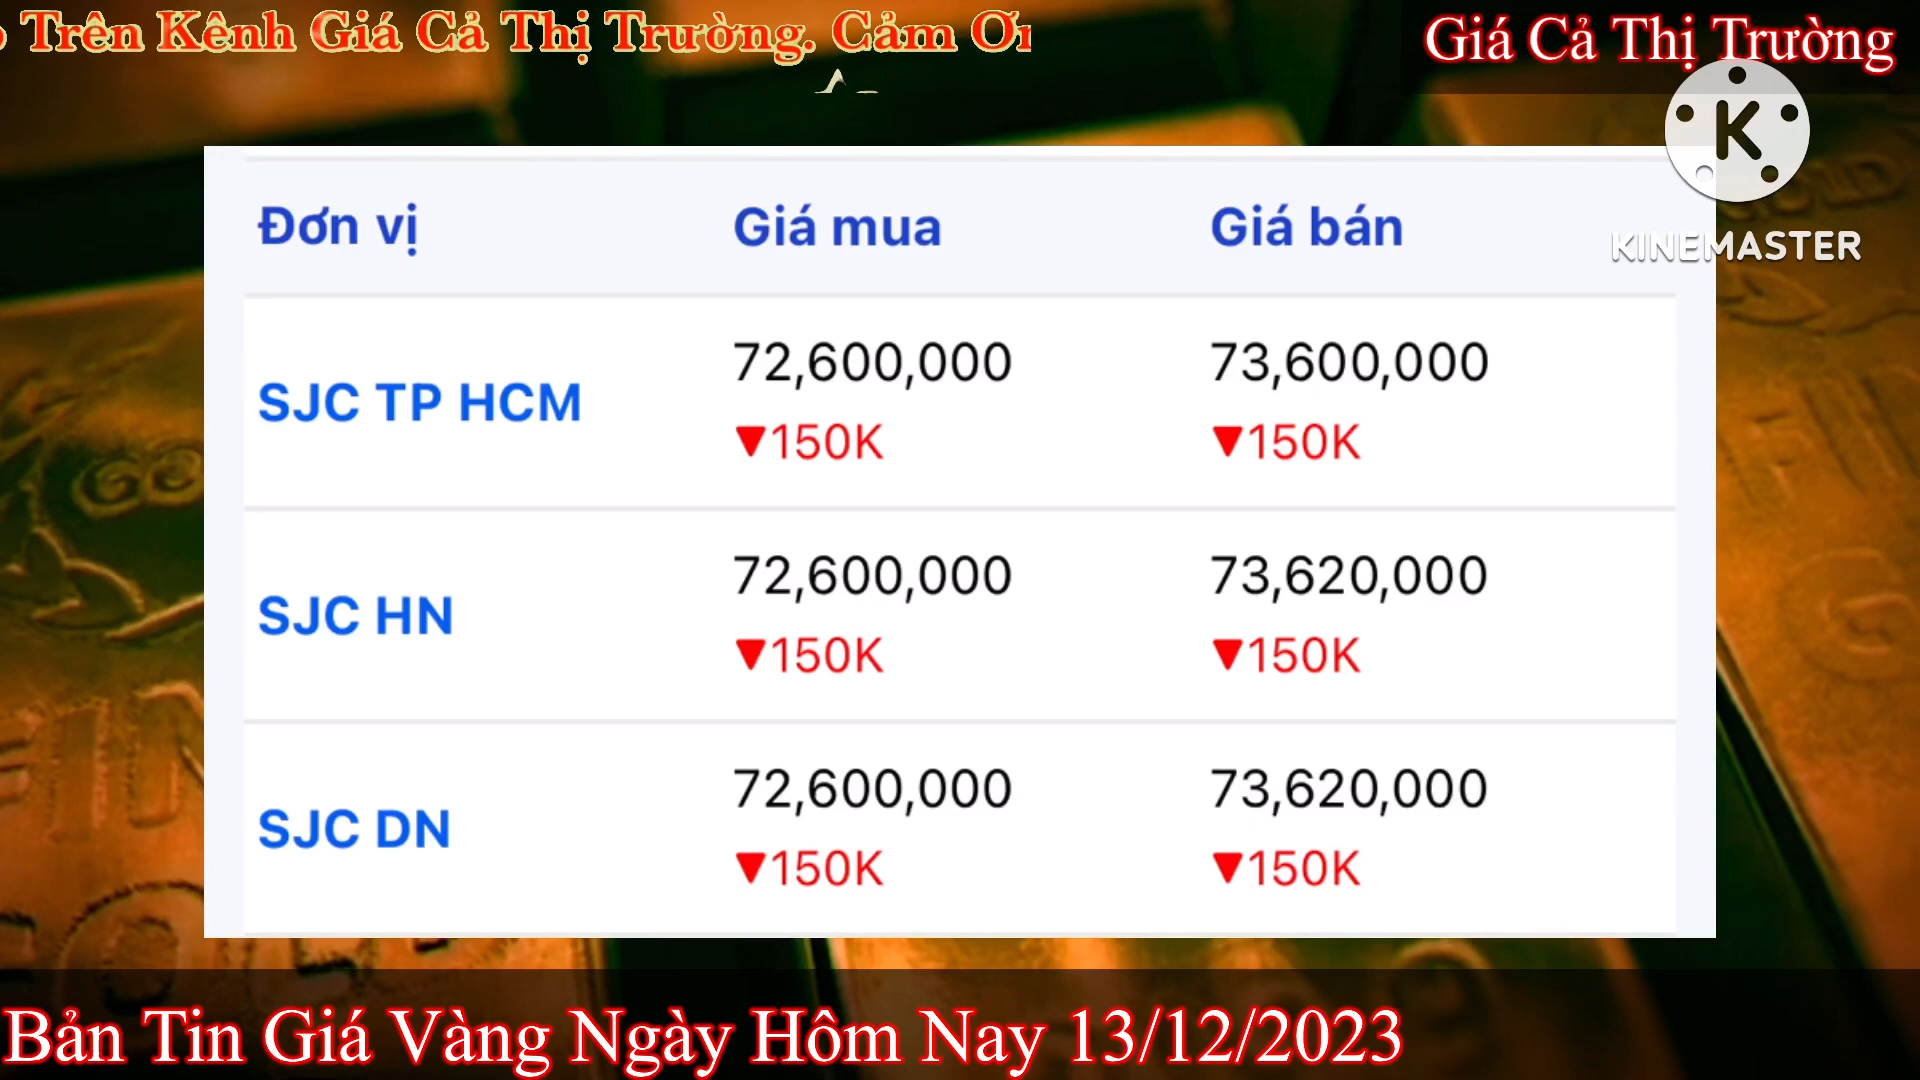 Trên Kênh Giá Cả Thị Trường. Cảm Ơn
Giá Cả Thị Trường
K
KINEMASTER
Đơn vị Giá mua Giá bán
SJC TP HCM 72,600,000 73,600,000
▼150K ▼150K
SJC HN 72,600,000 73,620,000
▼150K ▼150K
SJC DN 72,600,000 73,620,000
▼150K ▼150K
Bản Tin Giá Vàng Ngày Hôm Nay 13/12/2023